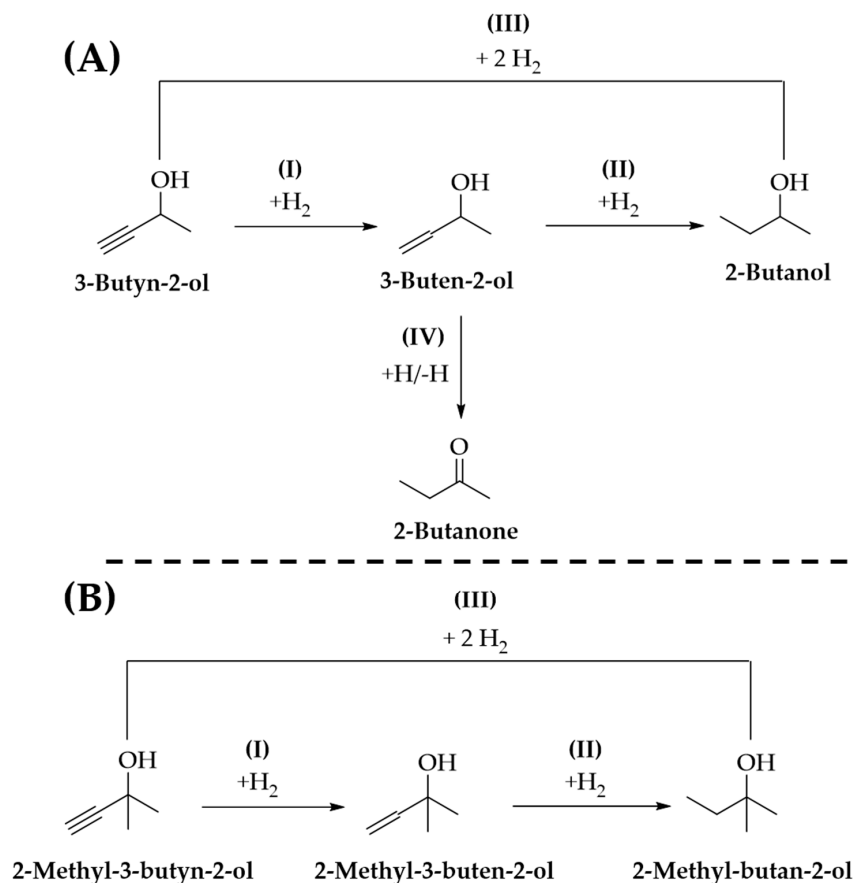 (III)
(A)
+ 2 H2
OH
(I)
+H2
OH
(II)
+H2
OH
3-Butyn-2-ol
3-Buten-2-ol
2-Butanol
(IV)
+H/-H
O
2-Butanone
(B)
(III)
+ 2 H2
OH
(I)
+H2
OH
(II)
+H2
OH
2-Methyl-3-butyn-2-ol
2-Methyl-3-buten-2-ol
2-Methyl-butan-2-ol